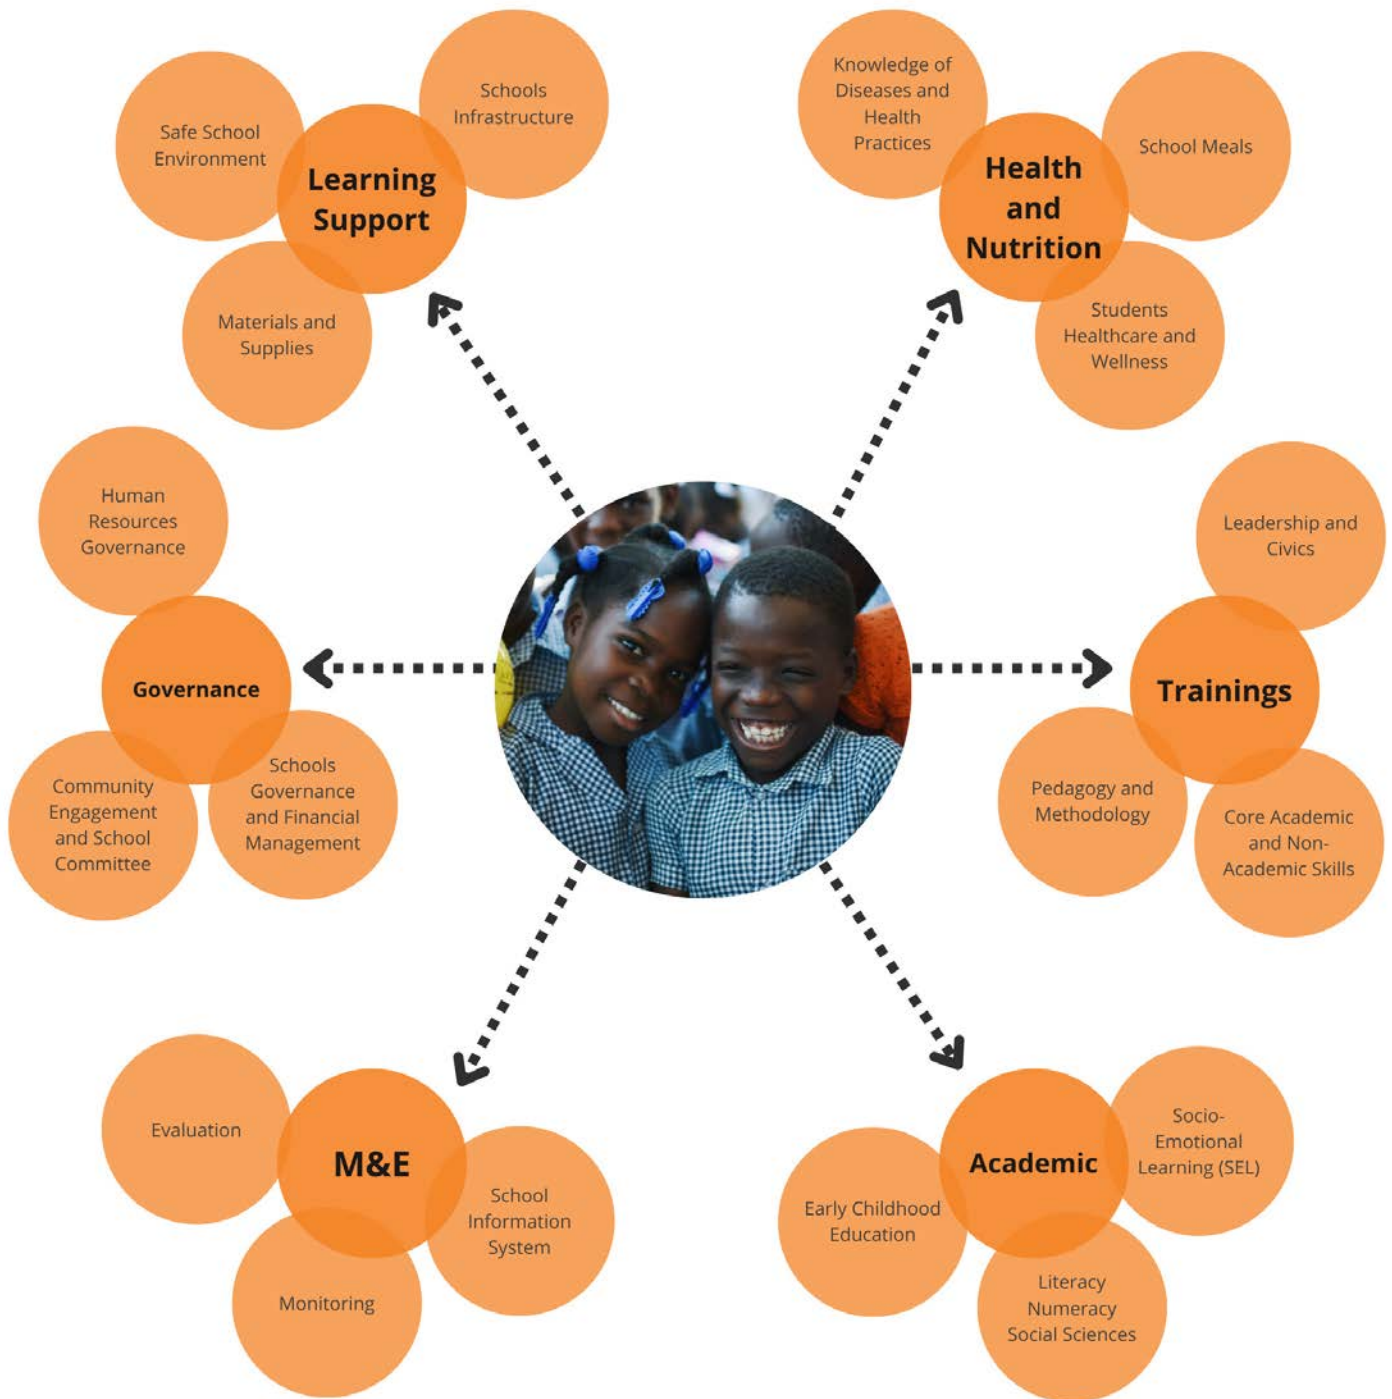 Safe School
Environment
Schools
Infrastructure
Learning
Support
Materials and
Supplies
Knowledge of
Diseases and
Health
Practices
School Meals
Health
and
Nutrition
Students
Healthcare and
Wellness
Human
Resources
Governance
Governance
Community
Engagement
and School
Committee
Schools
Governance
and Financial
Management
Leadership and
Civics
Trainings
Pedagogy and
Methodology
Core Academic
and Non-
Academic Skills
Evaluation
M&E
School
Information
System
Monitoring
Socio-
Emotional
Learning (SEL)
Academic
Early Childhood
Education
Literacy
Numeracy
Social Sciences